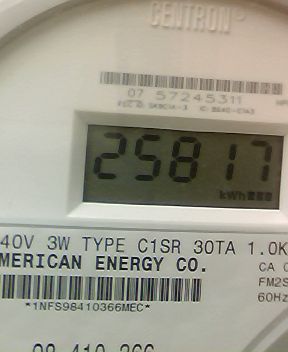 CENTRON®
07 57245311
25817
kWh
40V 3W TYPE C1SR 30TA 1.0K
MERICAN ENERGY CO.
CA 0
FM2S
60Hz
*1NFS98410366MEC*